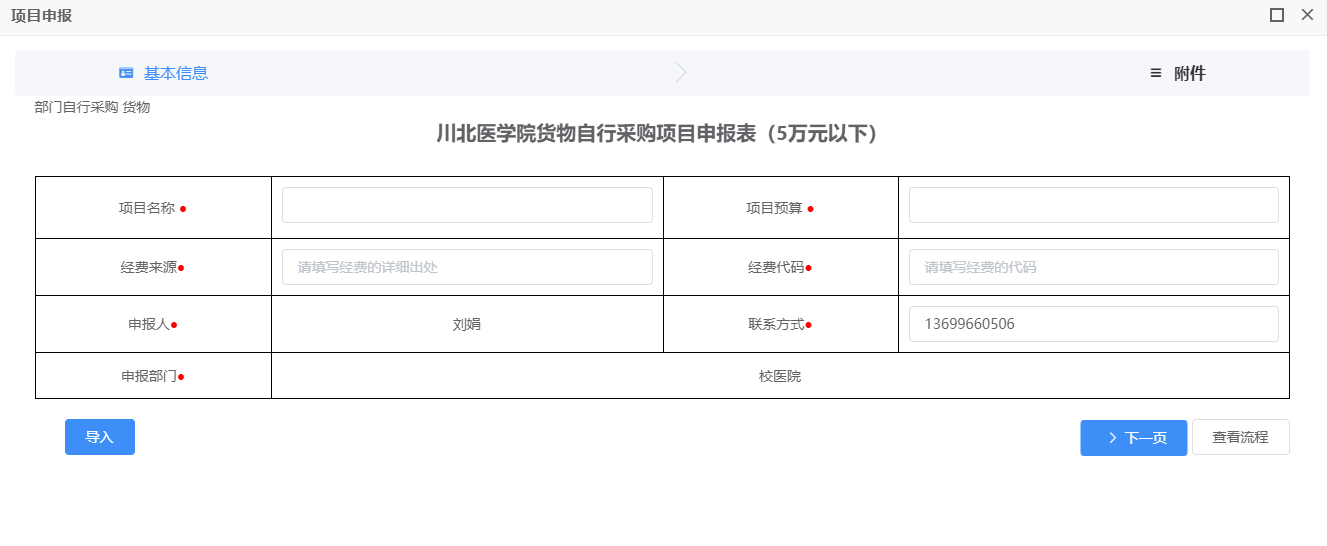 项目申报
基本信息
附件
部门自行采购 货物
川北医学院货物自行采购项目申报表（5万元以下）
项目名称
项目预算
经费来源 请填写经费的详细出处
经费代码 请填写经费的代码
申报人 刘娟
联系方式 13699660506
申报部门 校医院
导入
下一页
查看流程